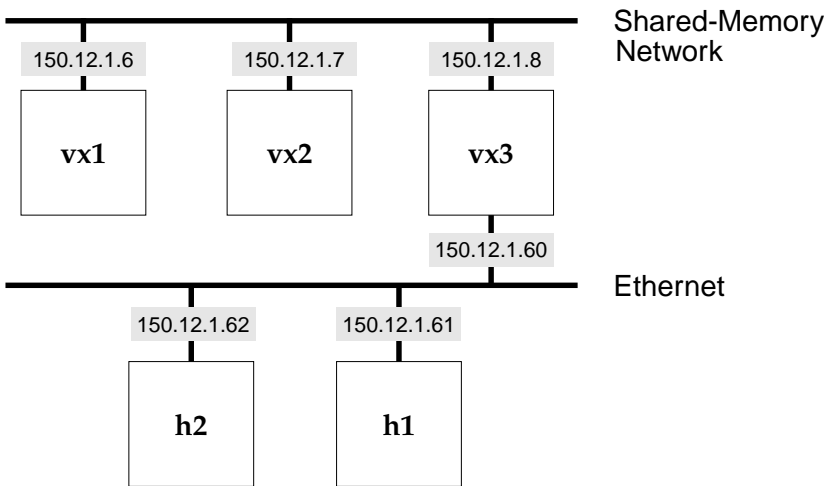 Shared-Memory
Network
150.12.1.6
150.12.1.7
150.12.1.8
vx1
vx2
vx3
150.12.1.60
Ethernet
150.12.1.62
150.12.1.61
h2
h1